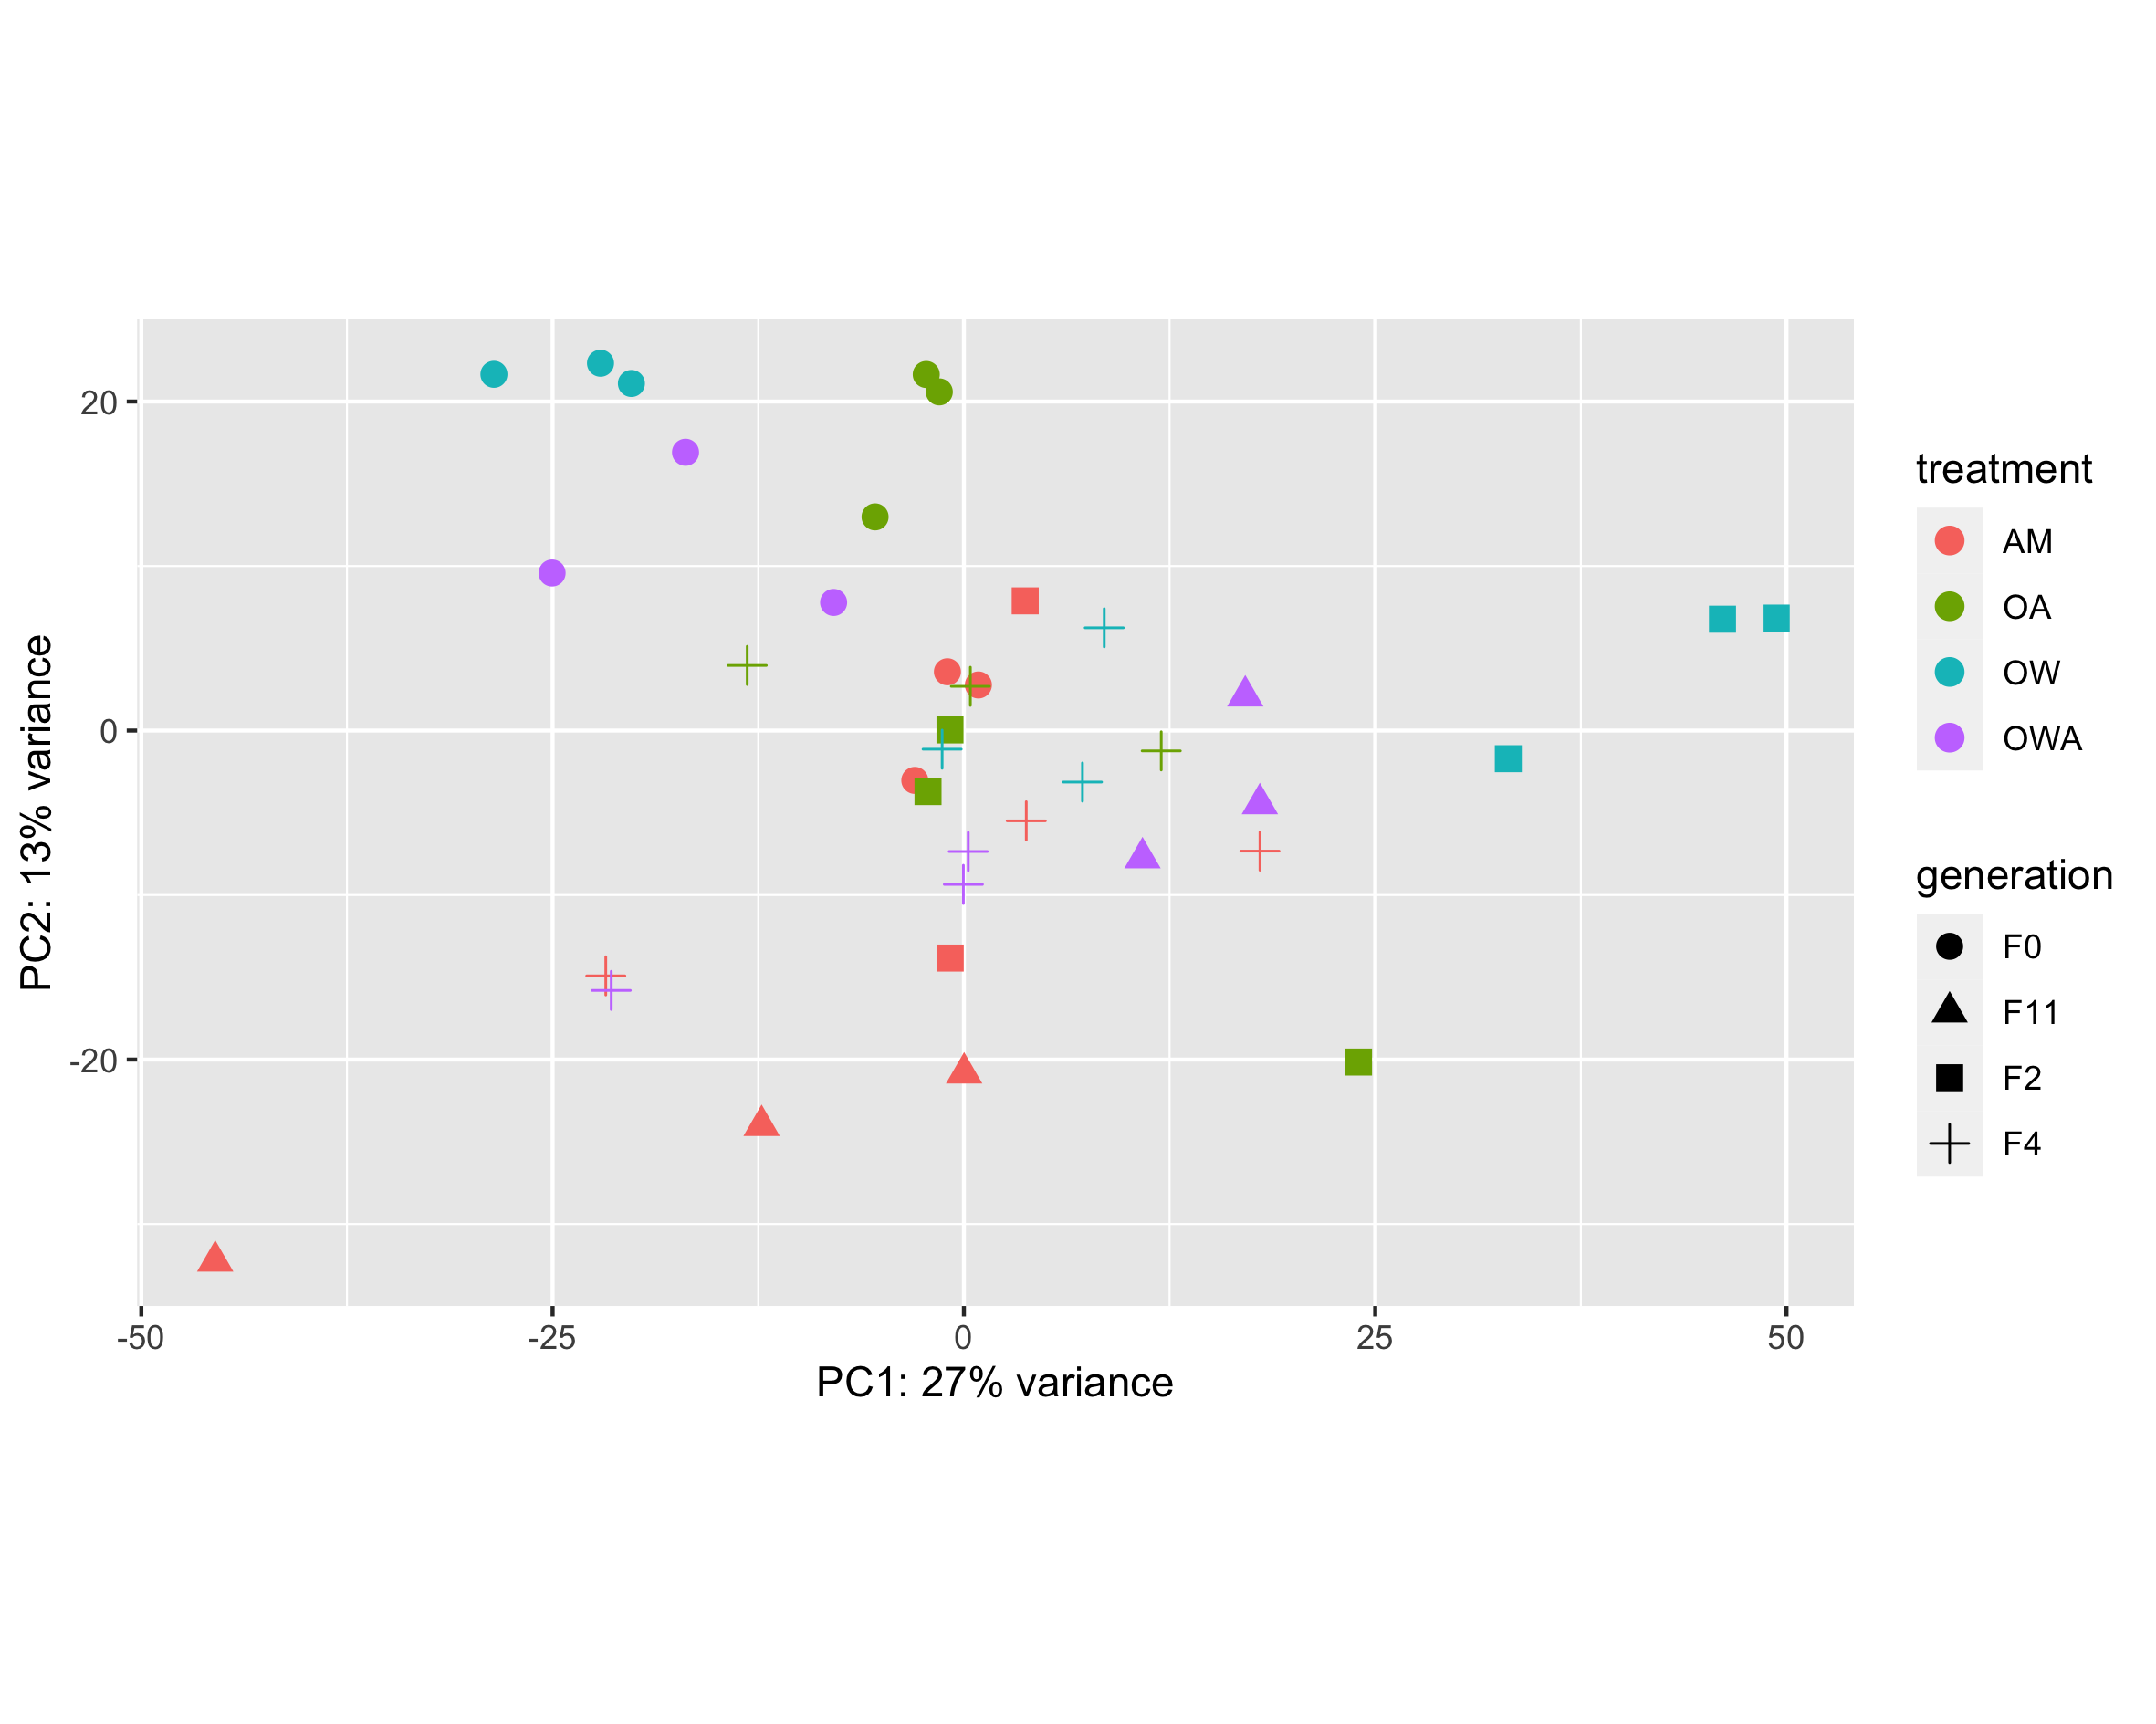 20
0
-20
PC2: 13% variance
-50
-25
0
25
50
PC1: 27% variance
treatment
AM
OA
OW
OWA
generation
F0
F11
F2
F4